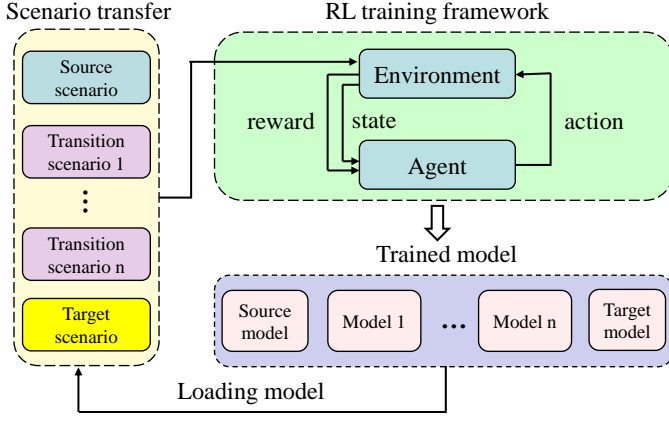 Scenario transfer
Source
scenario
Transition
scenario 1
⋮
Transition
scenario n
Target
scenario
RL training framework
Environment
reward
state
action
Agent
Trained model
Source
model
Model 1
...
Model n
Target
model
Loading model